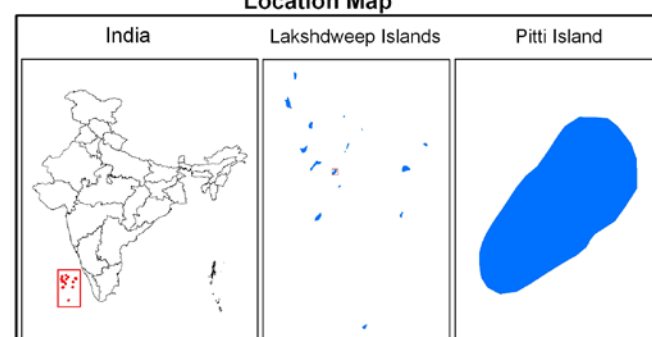 Location Map
India
Lakshdweep Islands
Pitti Island